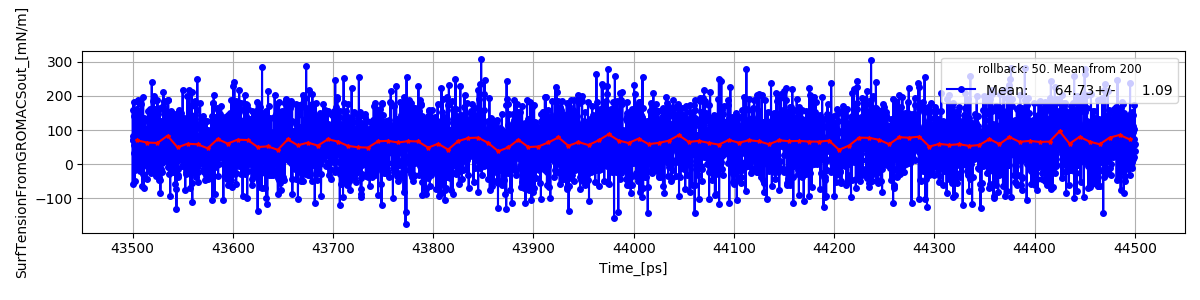 SurfTensionFromGROMACSout_[mN/m]
300
200
100
0
−100
rollback: 50. Mean from 200
Mean: 64.73+/- 1.09
43500 43600 43700 43800 43900 44000 44100 44200 44300 44400 44500
Time_[ps]